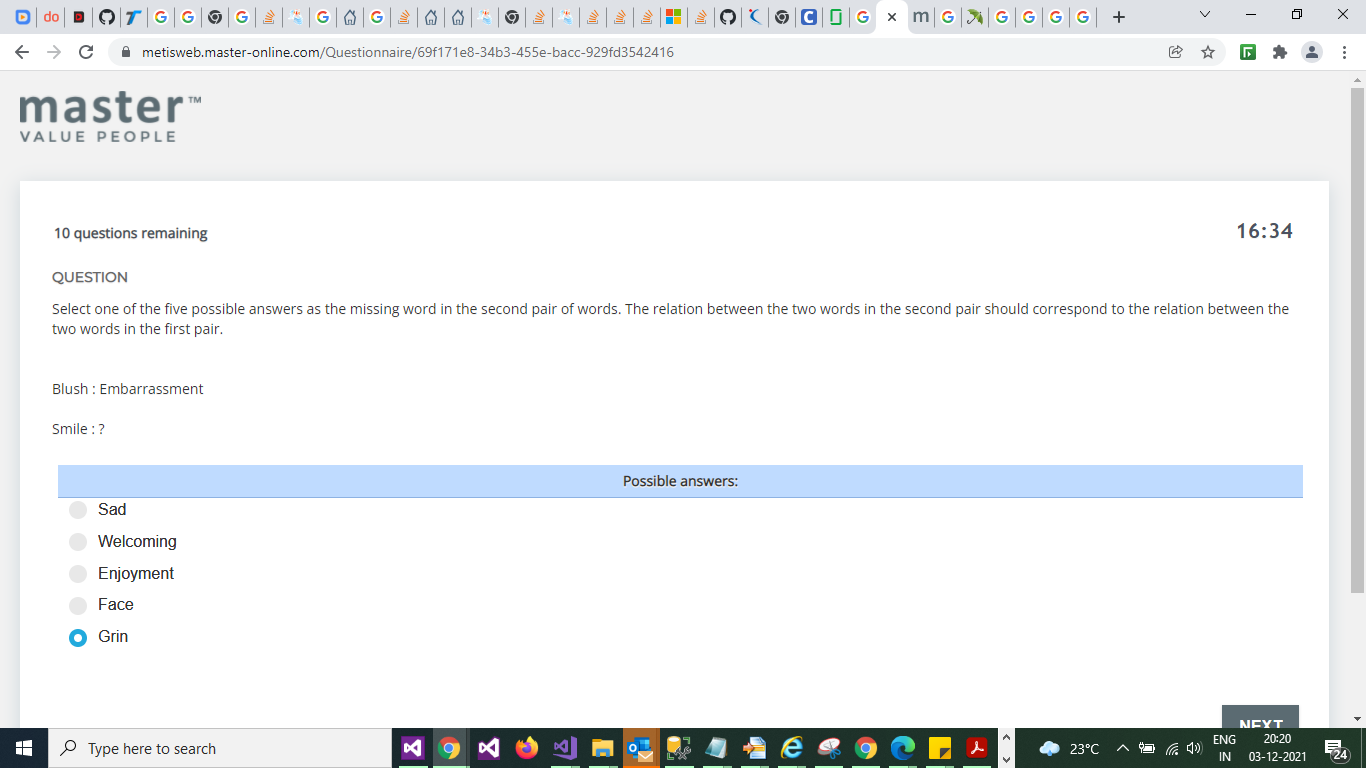 metisweb.master-online.com/Questionnaire/69f171e8-34b3-455e-bacc-929fd3542416
master™
VALUE PEOPLE
10 questions remaining
16:34
QUESTION
Select one of the five possible answers as the missing word in the second pair of words. The relation between the two words in the second pair should correspond to the relation between the
two words in the first pair.
Blush : Embarrassment
Smile : ?
Possible answers:
Sad
Welcoming
Enjoyment
Face
Grin
NEXT
Type here to search
23°C
ENG
IN
20:20
03-12-2021
24